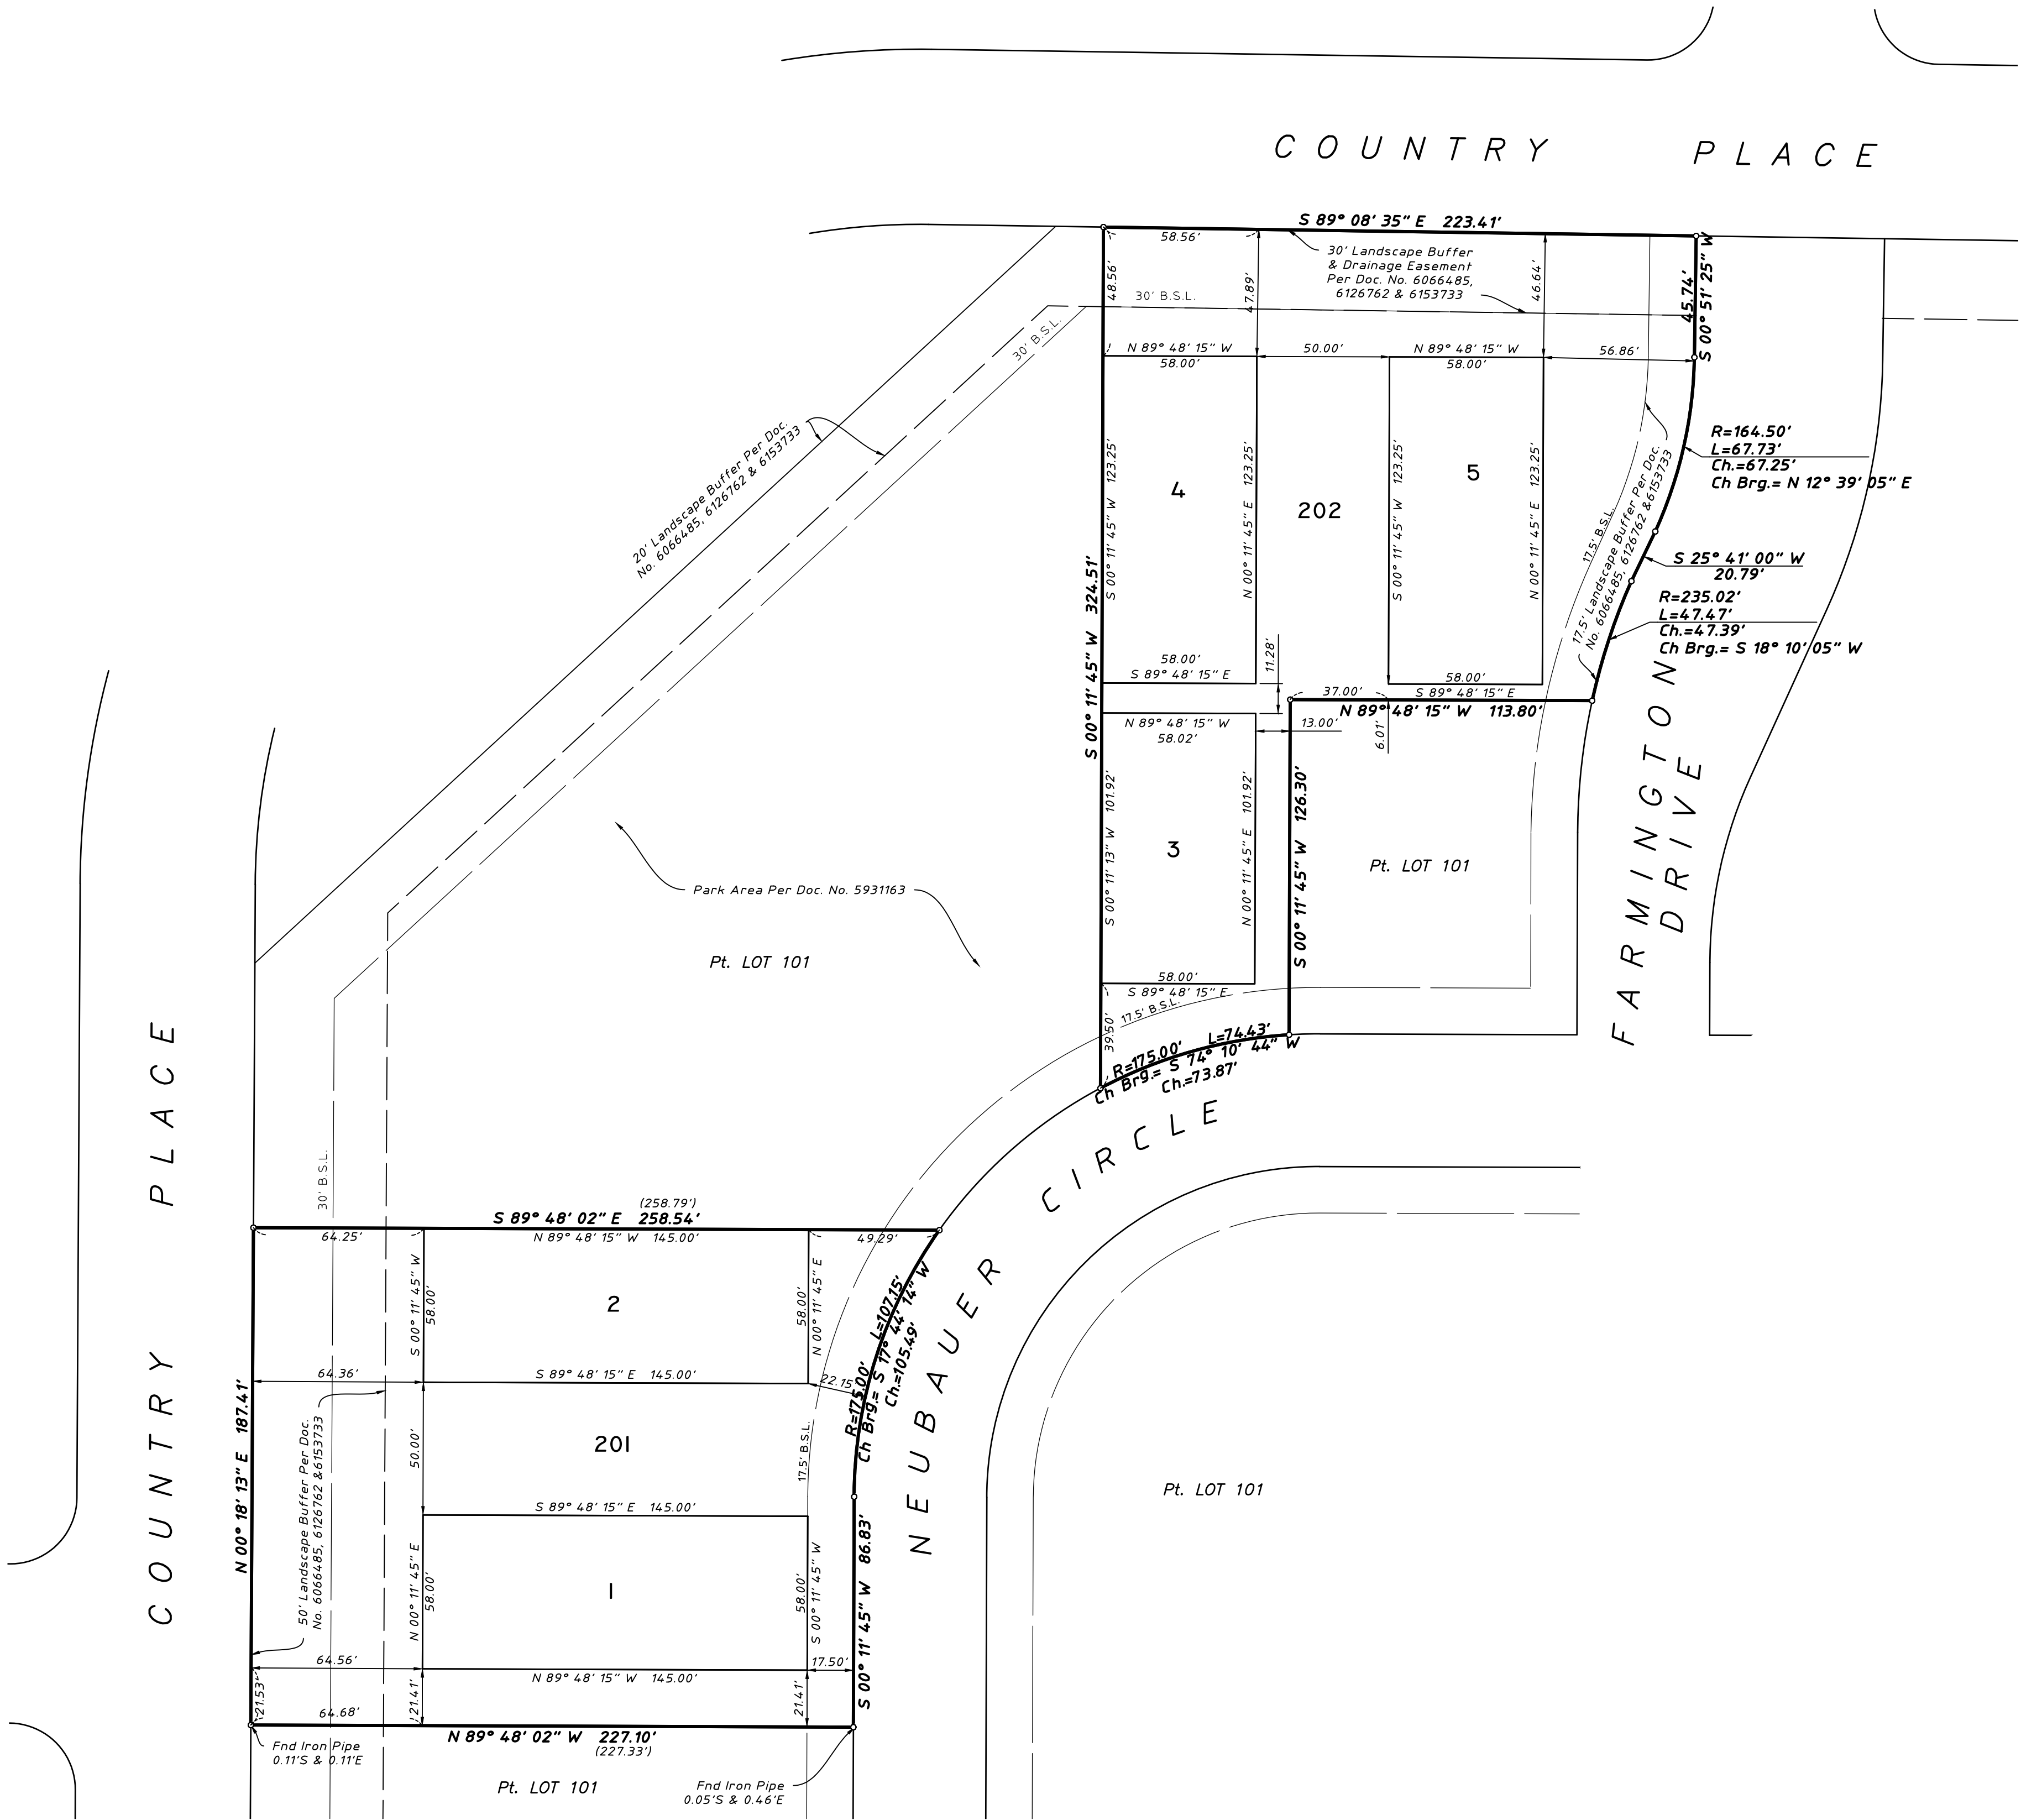 COUNTRY PLACE
S 89° 08' 35" E 223.41'
58.56'
30' Landscape Buffer
& Drainage Easement
Per Doc. No. 6066485,
6126762 & 6153733
48.56'
47.89'
46.64'
45.74'
S 00° 51' 25" W
30' B.S.L.
30' B.S.L.
N 89° 48' 15" W
58.00'
50.00'
N 89° 48' 15" W
58.00'
56.86'
20' Landscape Buffer Per Doc.
No. 6066485, 6126762 & 6153733
R=164.50'
L=67.73'
Ch.=67.25'
Ch Brg.= N 12° 39' 05" E
S 00° 11' 45" W 123.25'
4
N 00° 11' 45" E 123.25'
202
S 00° 11' 45" W 123.25'
5
N 00° 11' 45" E 123.25'
17.5' B.S.L.
17.5' Landscape Buffer Per Doc.
No. 6066485, 6126762 &6153733
S 25° 41' 00" W
20.79'
R=235.02'
L=47.47'
Ch.=47.39'
Ch Brg.= S 18° 10' 05" W
S 00° 11' 45" W 324.51'
58.00'
S 89° 48' 15" E
11.28'
58.00'
37.00'
S 89° 48' 15" E
N 89° 48' 15" W 113.80'
N 89° 48' 15" W
58.02'
13.00'
6.01'
S 00° 11' 13" W 101.92'
3
N 00° 11' 45" E 101.92'
S 00° 11' 45" W 126.30'
Pt. LOT 101
FARMINGTON
DRIVE
Park Area Per Doc. No. 5931163
Pt. LOT 101
58.00'
S 89° 48' 15" E
17.5' B.S.L.
39.50'
R=175.00' L=74.43'
Ch Brg.= S 74° 10' 44" W
Ch.=73.87'
NEUBAUER CIRCLE
COUNTRY PLACE
30' B.S.L.
(258.79')
S 89° 48' 02" E 258.54'
64.25'
N 89° 48' 15" W 145.00'
49.29'
S 00° 11' 45" W
58.00'
2
58.00'
N 00° 11' 45" E
R=175.00' L=107.15'
Ch Brg.= S 17° 44' 14" W
Ch.=105.49'
64.36'
S 89° 48' 15" E 145.00'
22.15'
N 00° 18' 13" E 187.41'
50' Landscape Buffer Per Doc.
No. 6066485, 6126762 &6153733
50.00'
201
17.5' B.S.L.
S 89° 48' 15" E 145.00'
Pt. LOT 101
N 00° 11' 45" E
58.00'
1
58.00'
S 00° 11' 45" W
S 00° 11' 45" W 86.83'
64.56'
N 89° 48' 15" W 145.00'
17.50'
21.53'
21.41'
21.41'
64.68'
N 89° 48' 02" W 227.10'
(227.33')
Fnd Iron Pipe
0.11'S & 0.11'E
Pt. LOT 101
Fnd Iron Pipe
0.05'S & 0.46'E